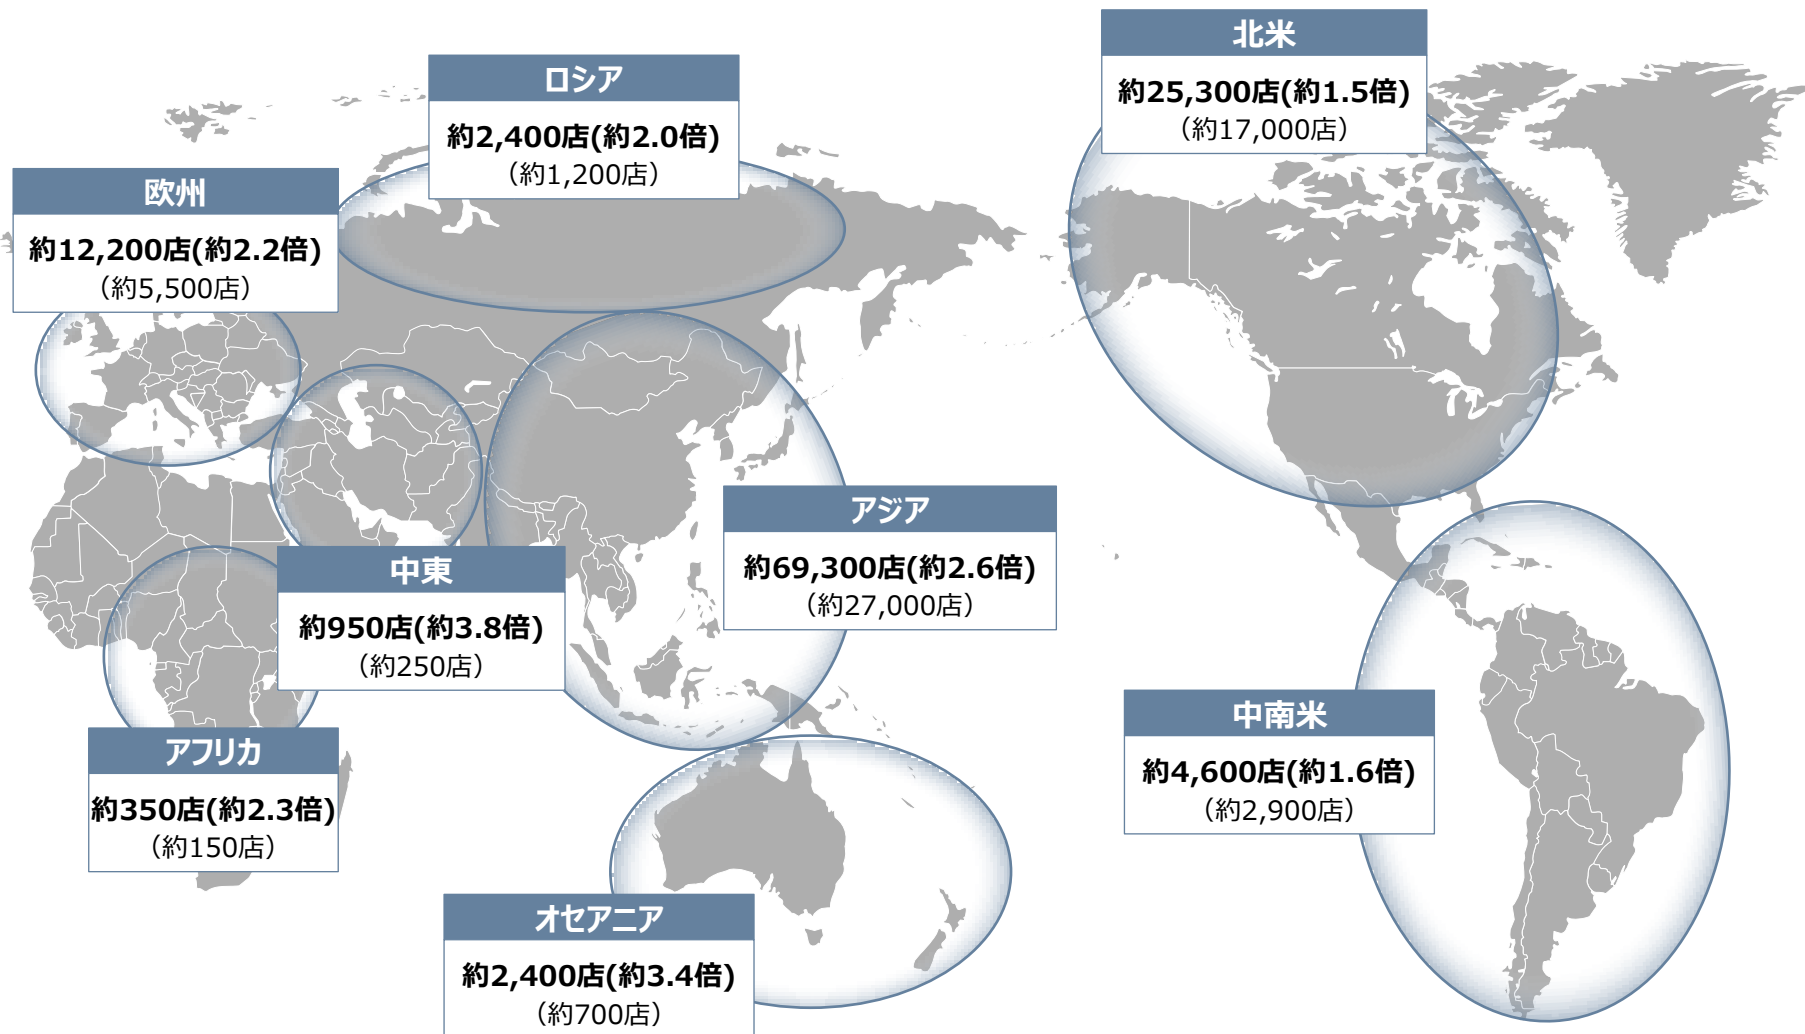 北米
約25,300店(約1.5倍)
（約17,000店）
ロシア
約2,400店(約2.0倍)
（約1,200店）
欧州
約12,200店(約2.2倍)
（約5,500店）
アジア
約69,300店(約2.6倍)
（約27,000店）
中東
約950店(約3.8倍)
（約250店）
中南米
約4,600店(約1.6倍)
（約2,900店）
アフリカ
約350店(約2.3倍)
（約150店）
オセアニア
約2,400店(約3.4倍)
（約700店）